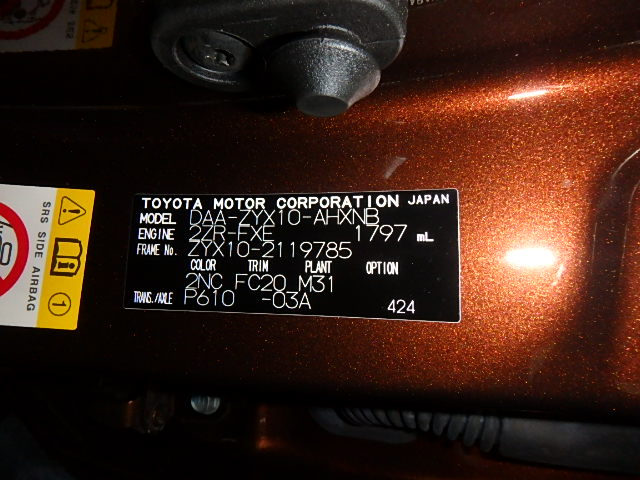 TOYOTA MOTOR CORPORATION JAPAN
MODEL DAA-ZYX10-AHXNB
ENGINE 2ZR-FXE 1797 mL
FRAME No. ZYX10-2119785
COLOR TRIM PLANT OPTION
2NC FC20 M31
TRANS./AXLE P610 -03A
424
SRS SIDE AIRBAG
1